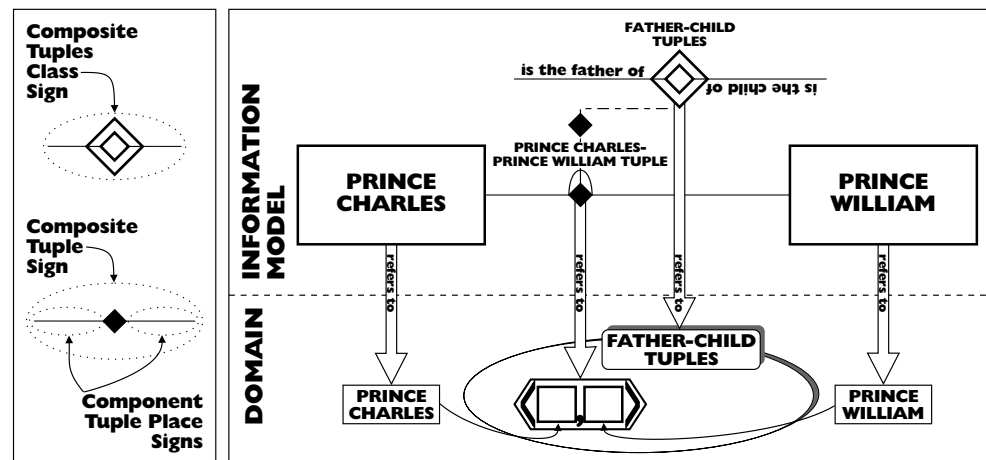 Composite
Tuples
Class
Sign
Composite
Tuple
Sign
Component
Tuple Place
Signs
INFORMATION
MODEL
FATHER-CHILD
TUPLES
is the father of
is the child of
PRINCE CHARLES-
PRINCE WILLIAM TUPLE
PRINCE
CHARLES
PRINCE
WILLIAM
refers to
refers to
refers to
refers to
DOMAIN
FATHER-CHILD
TUPLES
PRINCE
CHARLES
,
PRINCE
WILLIAM